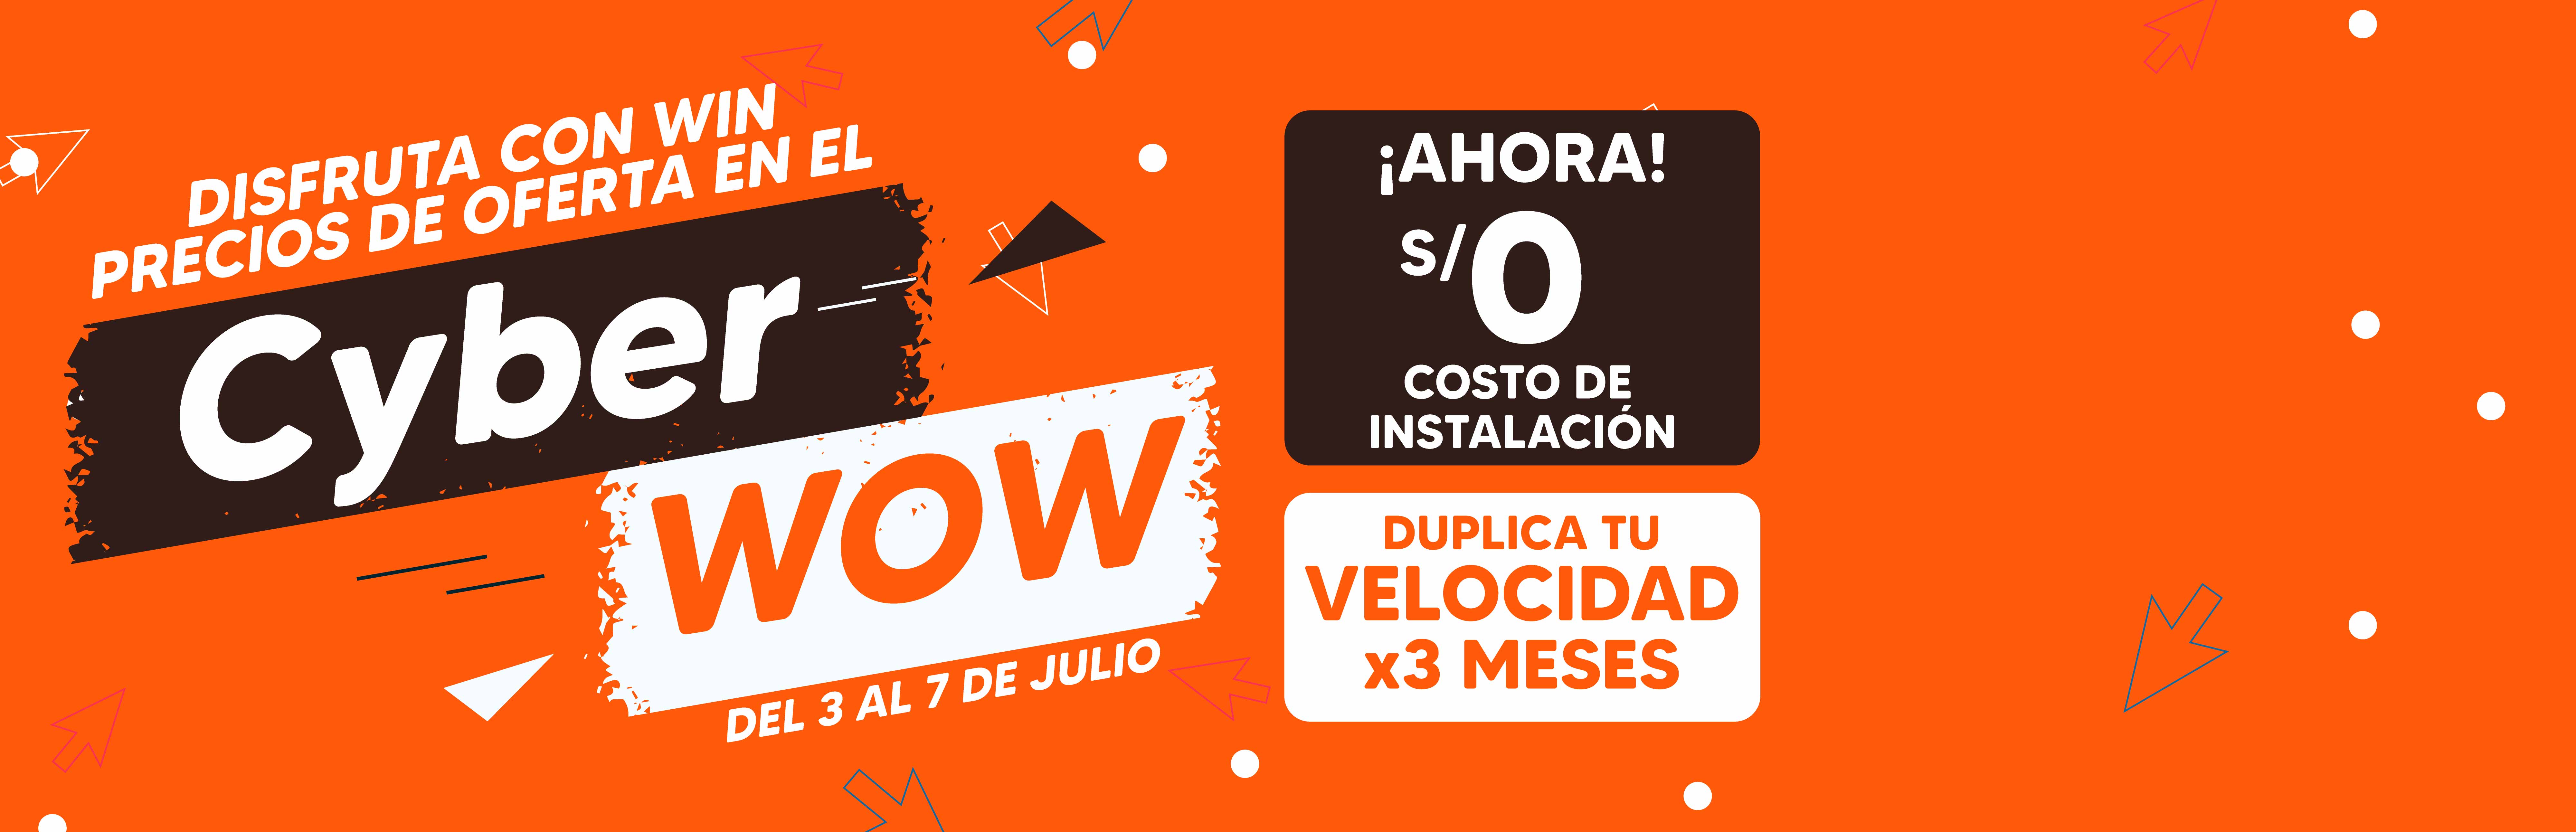 DISFRUTA CON WIN
PRECIOS DE OFERTA EN EL
Cyber
WOW
DEL 3 AL 7 DE JULIO
¡AHORA!
S/0
COSTO DE
INSTALACIÓN
DUPLICA TU
VELOCIDAD
x3 MESES